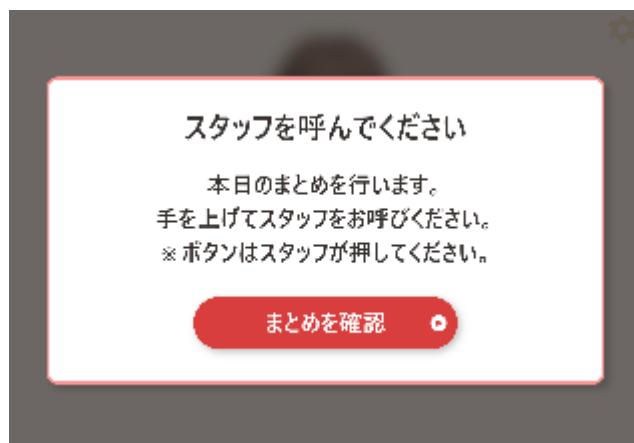 スタッフを呼んでください
本日のまとめを行います。
手を上げてスタッフをお呼びください。
※ボタンはスタッフが押してください。
まとめを確認